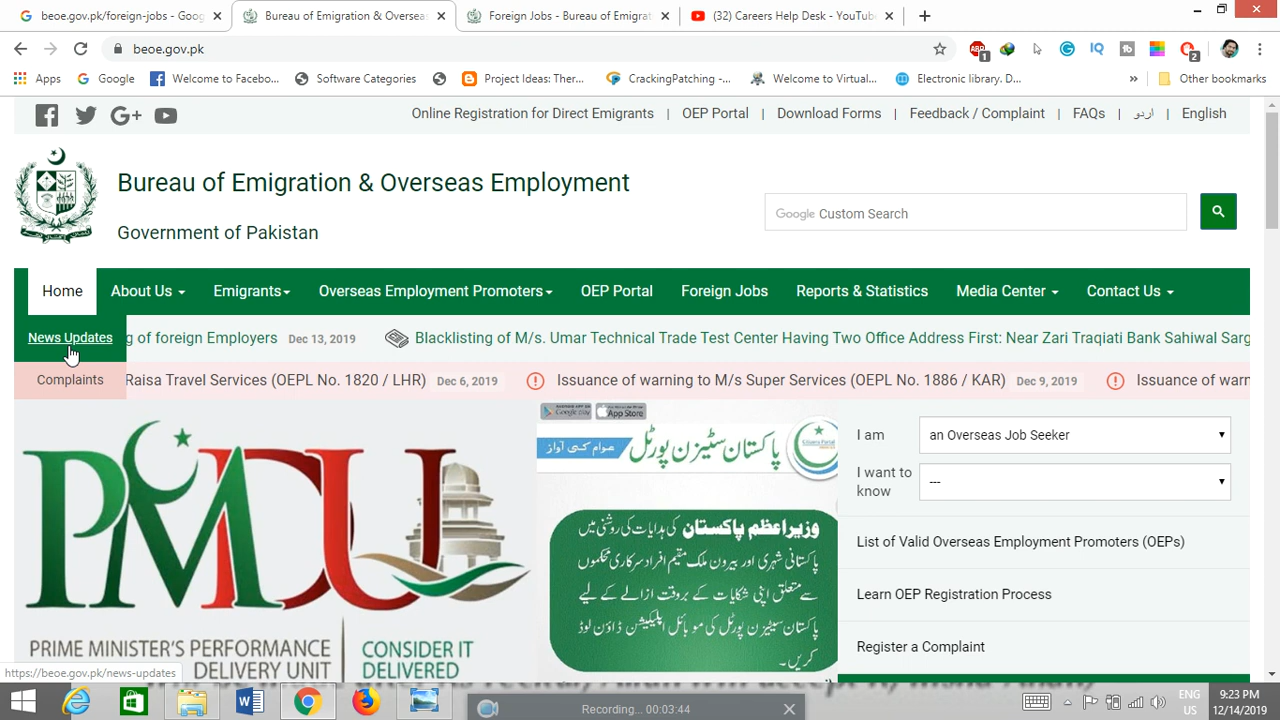 beoe.gov.pk/foreign-jobs - Goog
Bureau of Emigration & Overseas
Foreign Jobs - Bureau of Emigrat
(32) Careers Help Desk - YouTube
beoe.gov.pk
Apps
Google
Welcome to Facebo...
Software Categories
Project Ideas: Ther...
CrackingPatching -...
Welcome to Virtual...
Electronic library. D...
»
Other bookmarks
Online Registration for Direct Emigrants | OEP Portal | Download Forms | Feedback / Complaint | FAQs | اردو | English
Bureau of Emigration & Overseas Employment
Government of Pakistan
Google Custom Search
Home
About Us
Emigrants
Overseas Employment Promoters
OEP Portal
Foreign Jobs
Reports & Statistics
Media Center
Contact Us
News Updates
g of foreign Employers Dec 13, 2019
Blacklisting of M/s. Umar Technical Trade Test Center Having Two Office Address First: Near Zari Traqiati Bank Sahiwal Sarg
Complaints
Raisa Travel Services (OEPL No. 1820 / LHR) Dec 6, 2019
Issuance of warning to M/s Super Services (OEPL No. 1886 / KAR) Dec 9, 2019
Issuance of warn
PMDU
PRIME MINISTER'S PERFORMANCE
DELIVERY UNIT
CONSIDER IT
DELIVERED
Google play
App Store
پاکستان سٹیزن پورٹل
عوام کی آواز
وزیراعظم پاکستان کی ہدایات کی روشنی میں
پاکستانی شہری اور بیرون ملک مقیم افراد سرکاری محکموں
سے متعلق اپنی شکایات کے بروقت ازالے کے لیے
پاکستان سٹیزن پورٹل کی موبائل اپلیکیشن ڈاؤن لوڈ
کریں۔
I am
an Overseas Job Seeker
I want to
know
---
List of Valid Overseas Employment Promoters (OEPs)
Learn OEP Registration Process
Register a Complaint
https://beoe.gov.pk/news-updates
Recording... 00:03:44
ENG
US
9:23 PM
12/14/2019